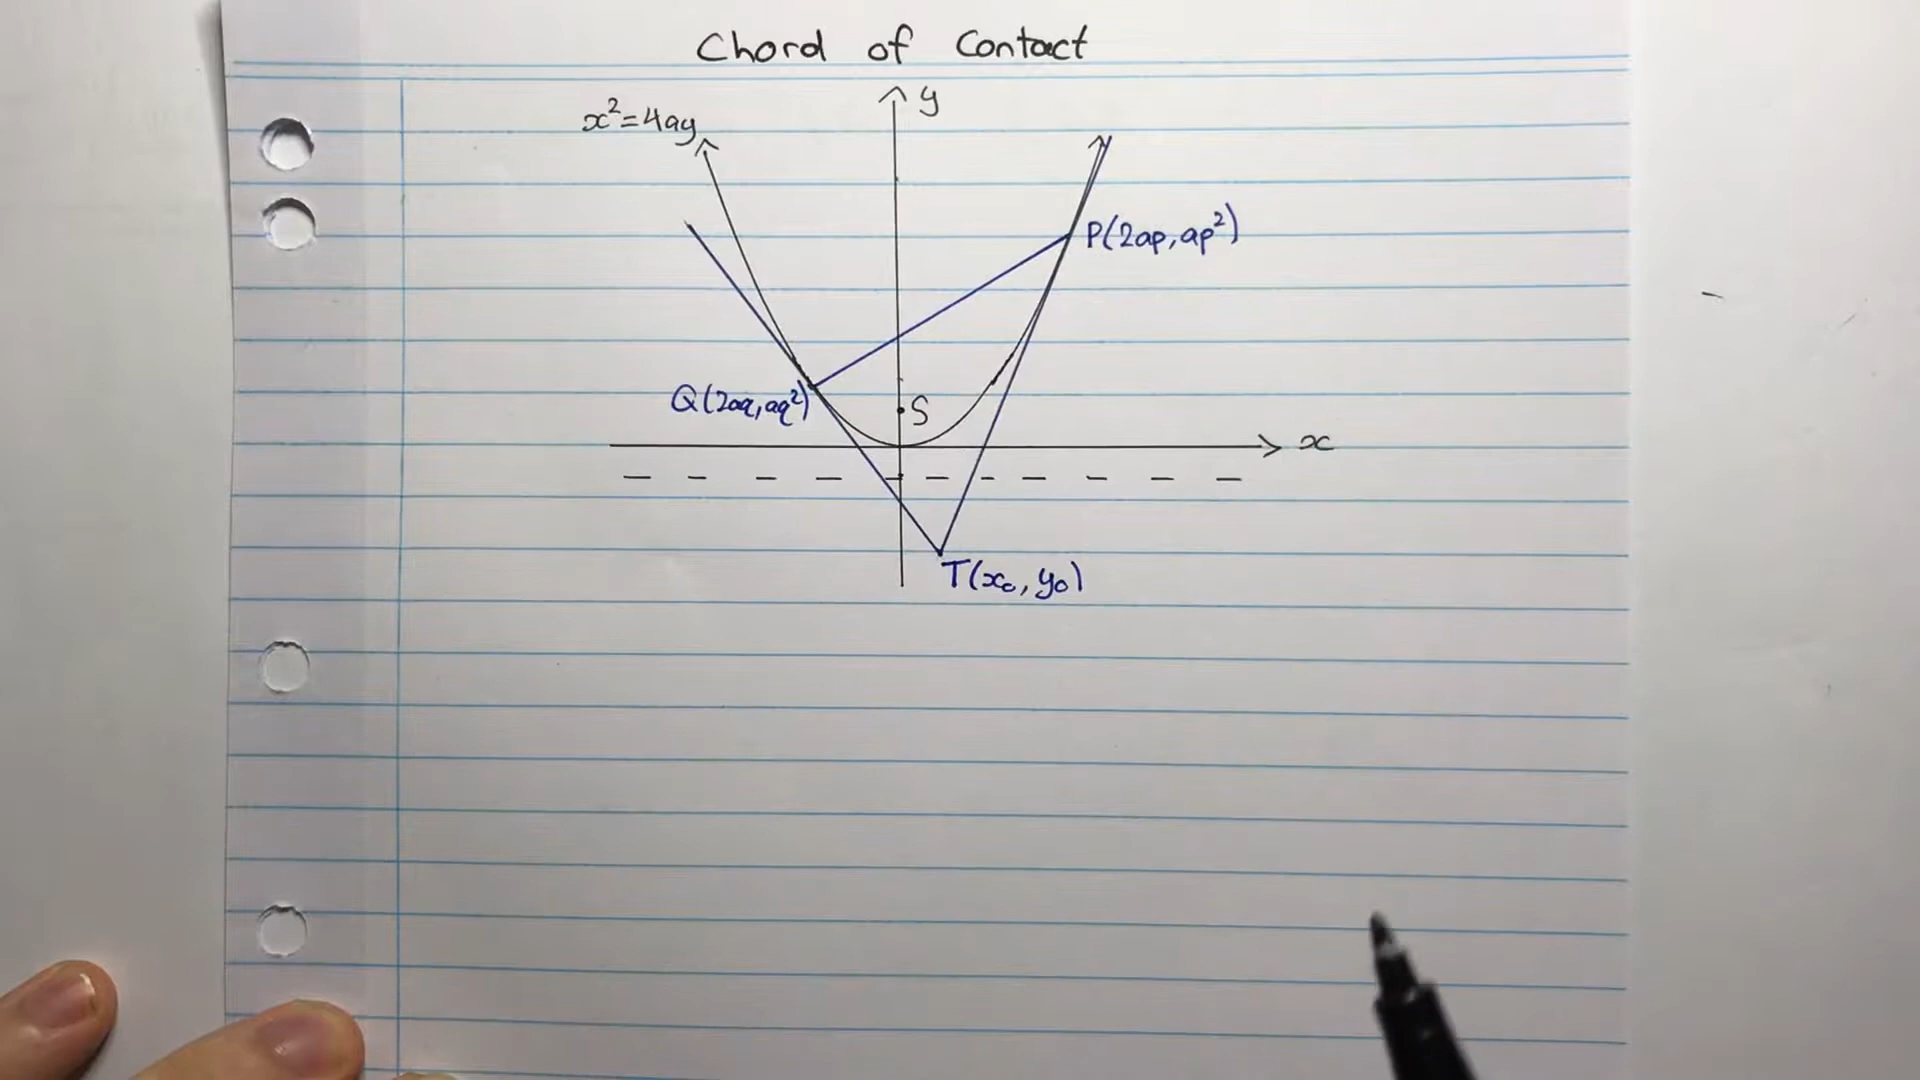 Chord of Contact
y
x²=4ay
P(2ap, ap²)
Q(2aq, aq²)
S
x
T(x₀, y₀)